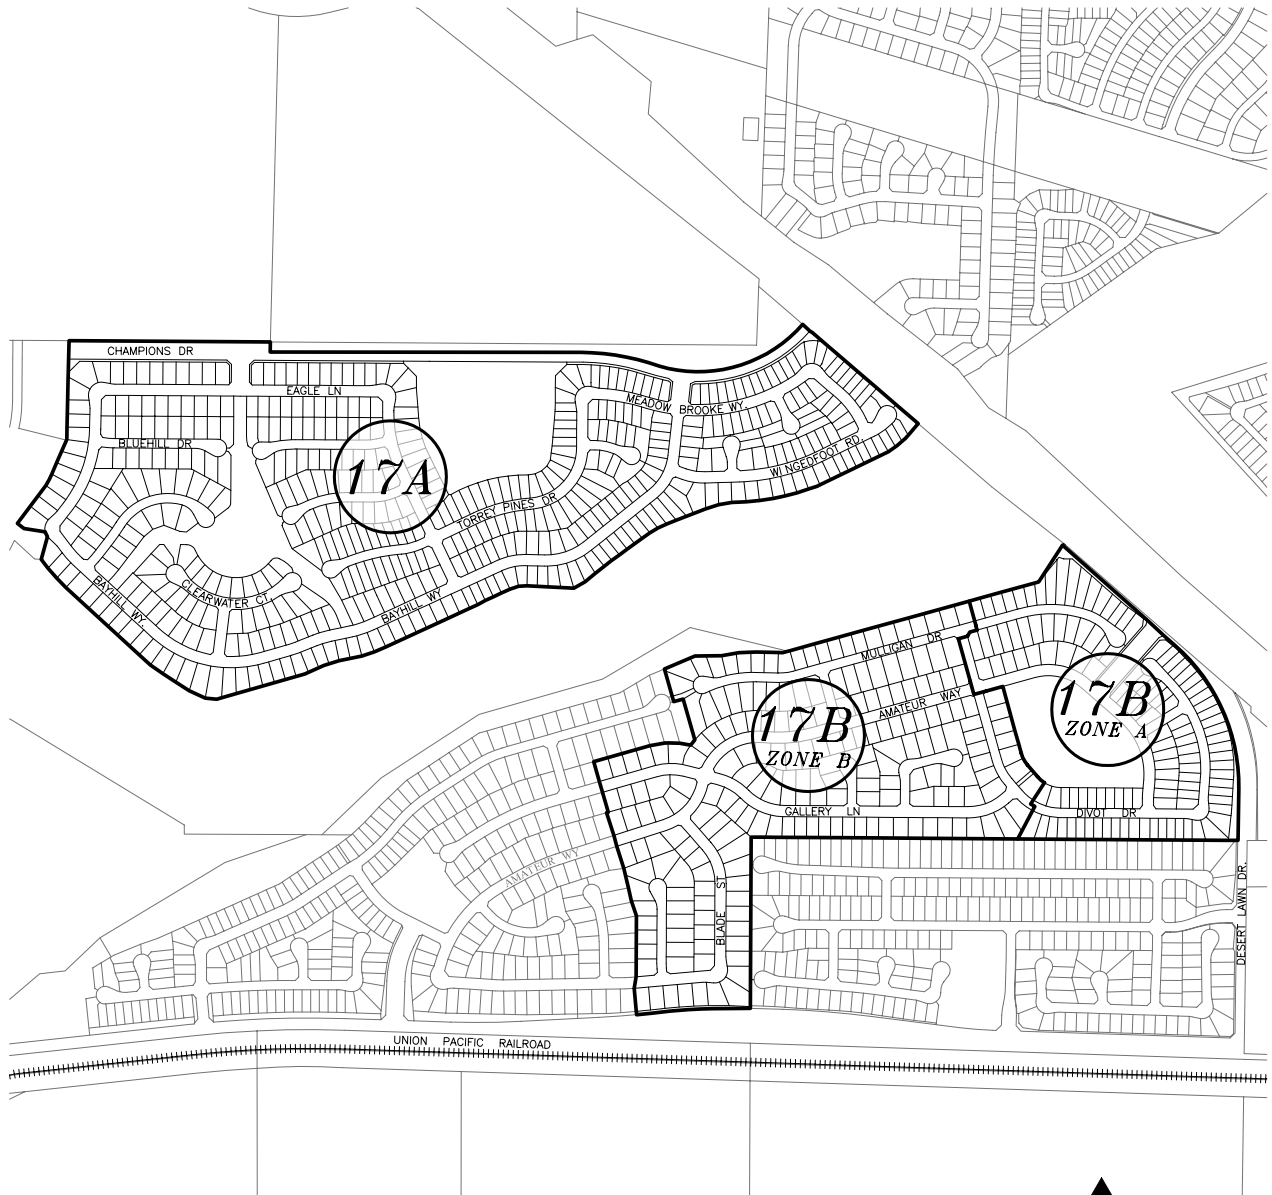 CHAMPIONS DR
EAGLE LN
MEADOW BROOKE WY.
BLUEHILL DR
WINGEDFOOT RD.
17A
TORREY PINES DR
CLEARWATER CT.
BAYHILL WY.
BAYHILL WY
MULLIGAN DR
AMATEUR WAY
17B
ZONE A
17B
ZONE B
GALLERY LN
DIVOT DR
AMATEUR WY
BLADE ST
DESERT LAWN DR.
UNION PACIFIC RAILROAD